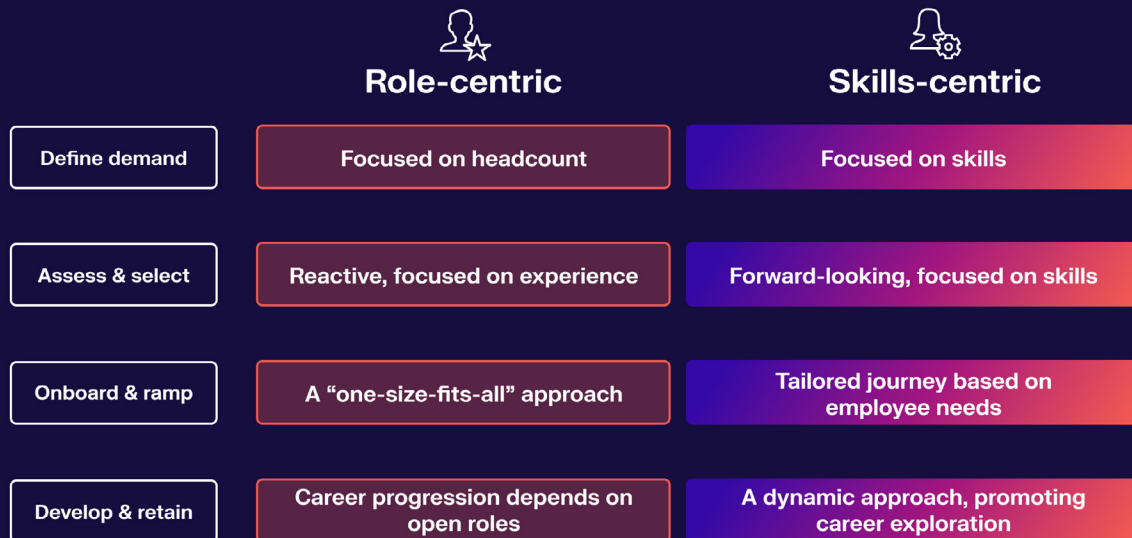 Role-centric
Skills-centric
Define demand
Focused on headcount
Focused on skills
Assess & select
Reactive, focused on experience
Forward-looking, focused on skills
Onboard & ramp
A “one-size-fits-all” approach
Tailored journey based on
employee needs
Develop & retain
Career progression depends on
open roles
A dynamic approach, promoting
career exploration